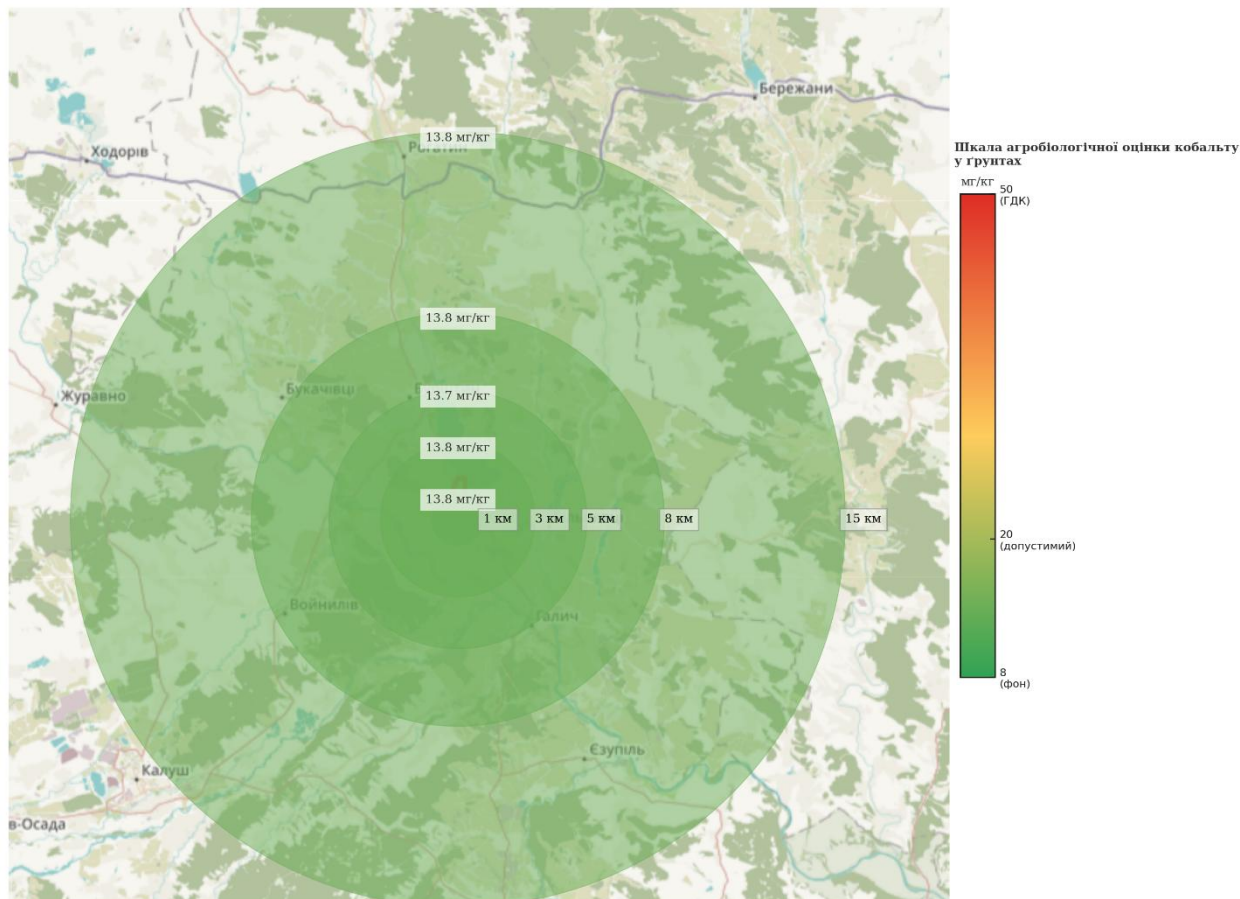 Бережани
13.8 мг/кг
Рогатин
Ходорів
Шкала агробіологічної оцінки кобальту
у ґрунтах
мг/кг
50
(ГДК)
13.8 мг/кг
Букачівці
13.7 мг/кг
Журавно
13.8 мг/кг
13.8 мг/кг
1 км
3 км
5 км
8 км
15 км
20
(допустимий)
Войнилів
Галич
8
(фон)
Єзупіль
Калуш
в-Осада